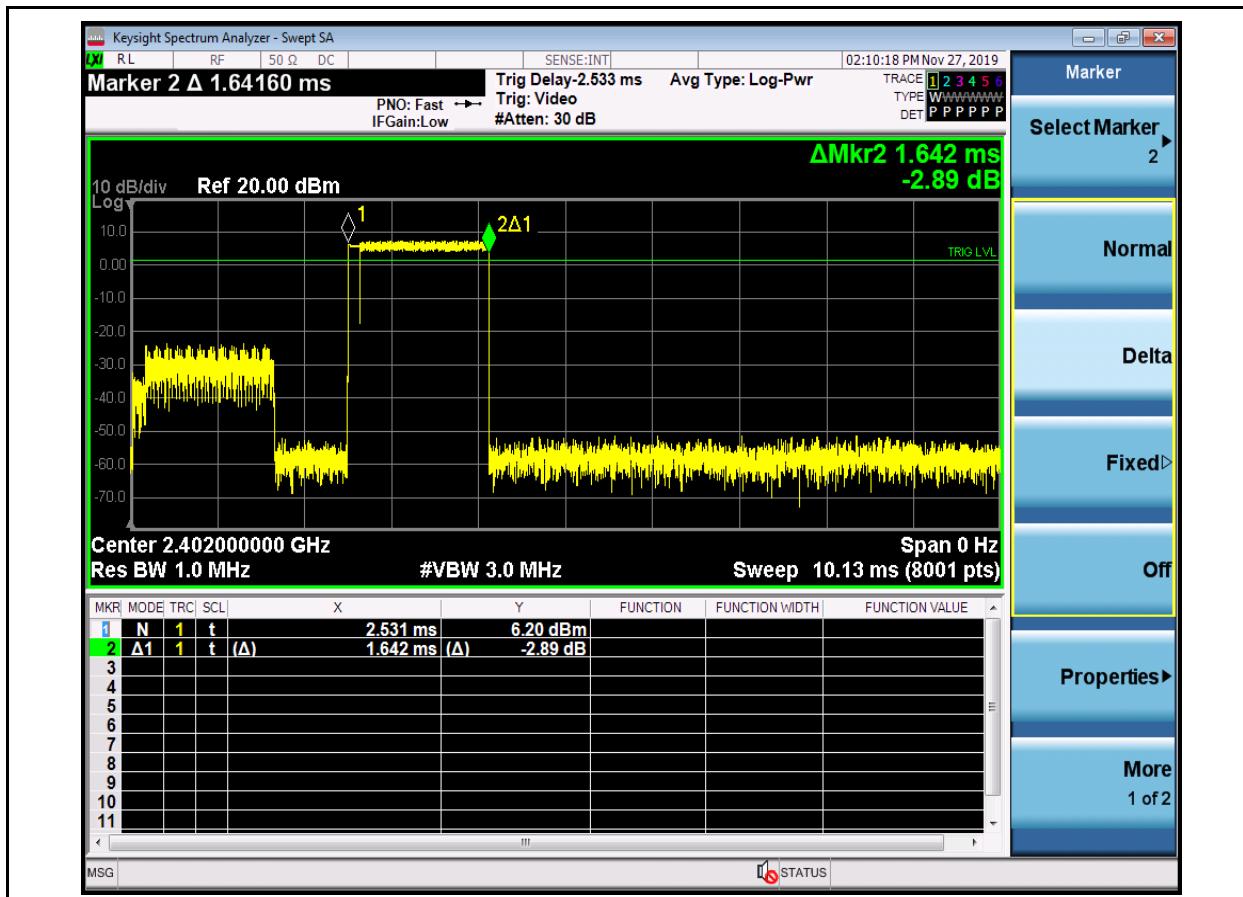 Keysight Spectrum Analyzer - Swept SA
LXI RL RF 50 Ω DC SENSE:INT 02:10:18 PM Nov 27, 2019
Marker 2 Δ 1.64160 ms
PNO: Fast
IFGain:Low
Trig Delay-2.533 ms
Trig: Video
#Atten: 30 dB
Avg Type: Log-Pwr
TRACE 1 2 3 4 5 6
TYPE WWWWWW
DET P P P P P P
ΔMkr2 1.642 ms
-2.89 dB
10 dB/div Ref 20.00 dBm
Log
10.0
0.00
-10.0
-20.0
-30.0
-40.0
-50.0
-60.0
-70.0
1
2Δ1
TRIG LVL
Center 2.402000000 GHz Span 0 Hz
Res BW 1.0 MHz #VBW 3.0 MHz Sweep 10.13 ms (8001 pts)
MKR MODE TRC SCL X Y FUNCTION FUNCTION WIDTH FUNCTION VALUE
1 N 1 t 2.531 ms 6.20 dBm
2 Δ1 1 t (Δ) 1.642 ms (Δ) -2.89 dB
3
4
5
6
7
8
9
10
11
MSG STATUS
Marker
Select Marker
2
Normal
Delta
Fixed
Off
Properties
More
1 of 2